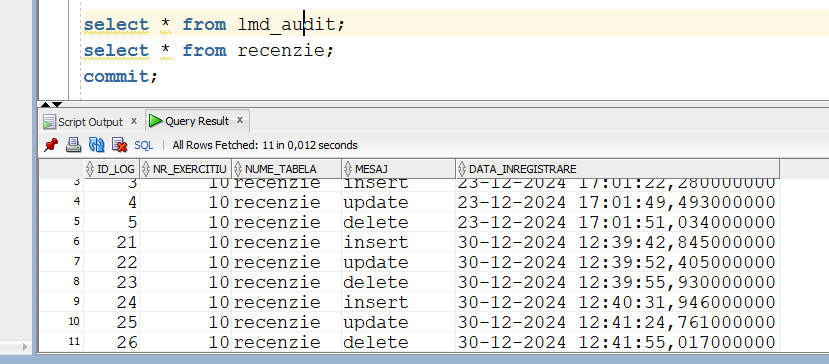 select * from lmd_audit;
select * from recenzie;
commit;
Script Output x Query Result x
SQL | All Rows Fetched: 11 in 0,012 seconds
ID_LOG NR_EXERCITIU NUME_TABELA MESAJ DATA_INREGISTRARE
3 3 10 recenzie insert 23-12-2024 17:01:22,280000000
4 4 10 recenzie update 23-12-2024 17:01:49,493000000
5 5 10 recenzie delete 23-12-2024 17:01:51,034000000
6 21 10 recenzie insert 30-12-2024 12:39:42,845000000
7 22 10 recenzie update 30-12-2024 12:39:52,405000000
8 23 10 recenzie delete 30-12-2024 12:39:55,930000000
9 24 10 recenzie insert 30-12-2024 12:40:31,946000000
10 25 10 recenzie update 30-12-2024 12:41:24,761000000
11 26 10 recenzie delete 30-12-2024 12:41:55,017000000